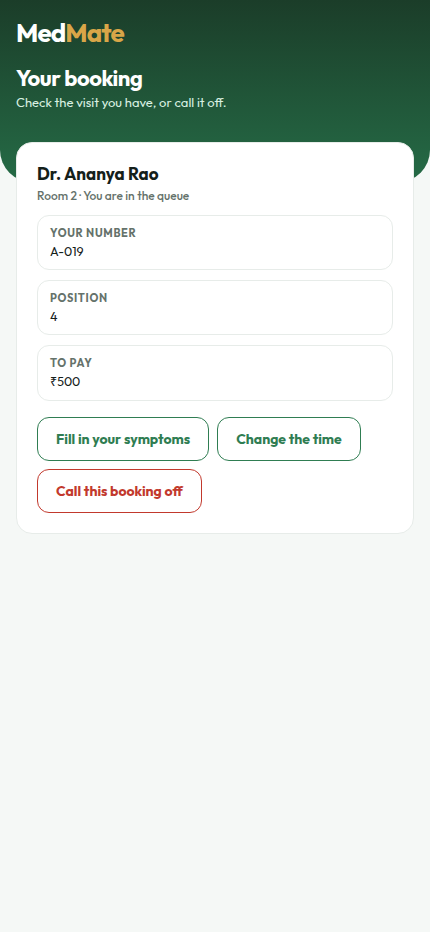 MedMate
Your booking
Check the visit you have, or call it off.
Dr. Ananya Rao
Room 2 · You are in the queue
YOUR NUMBER
A-019
POSITION
4
TO PAY
₹500
Fill in your symptoms
Change the time
Call this booking off